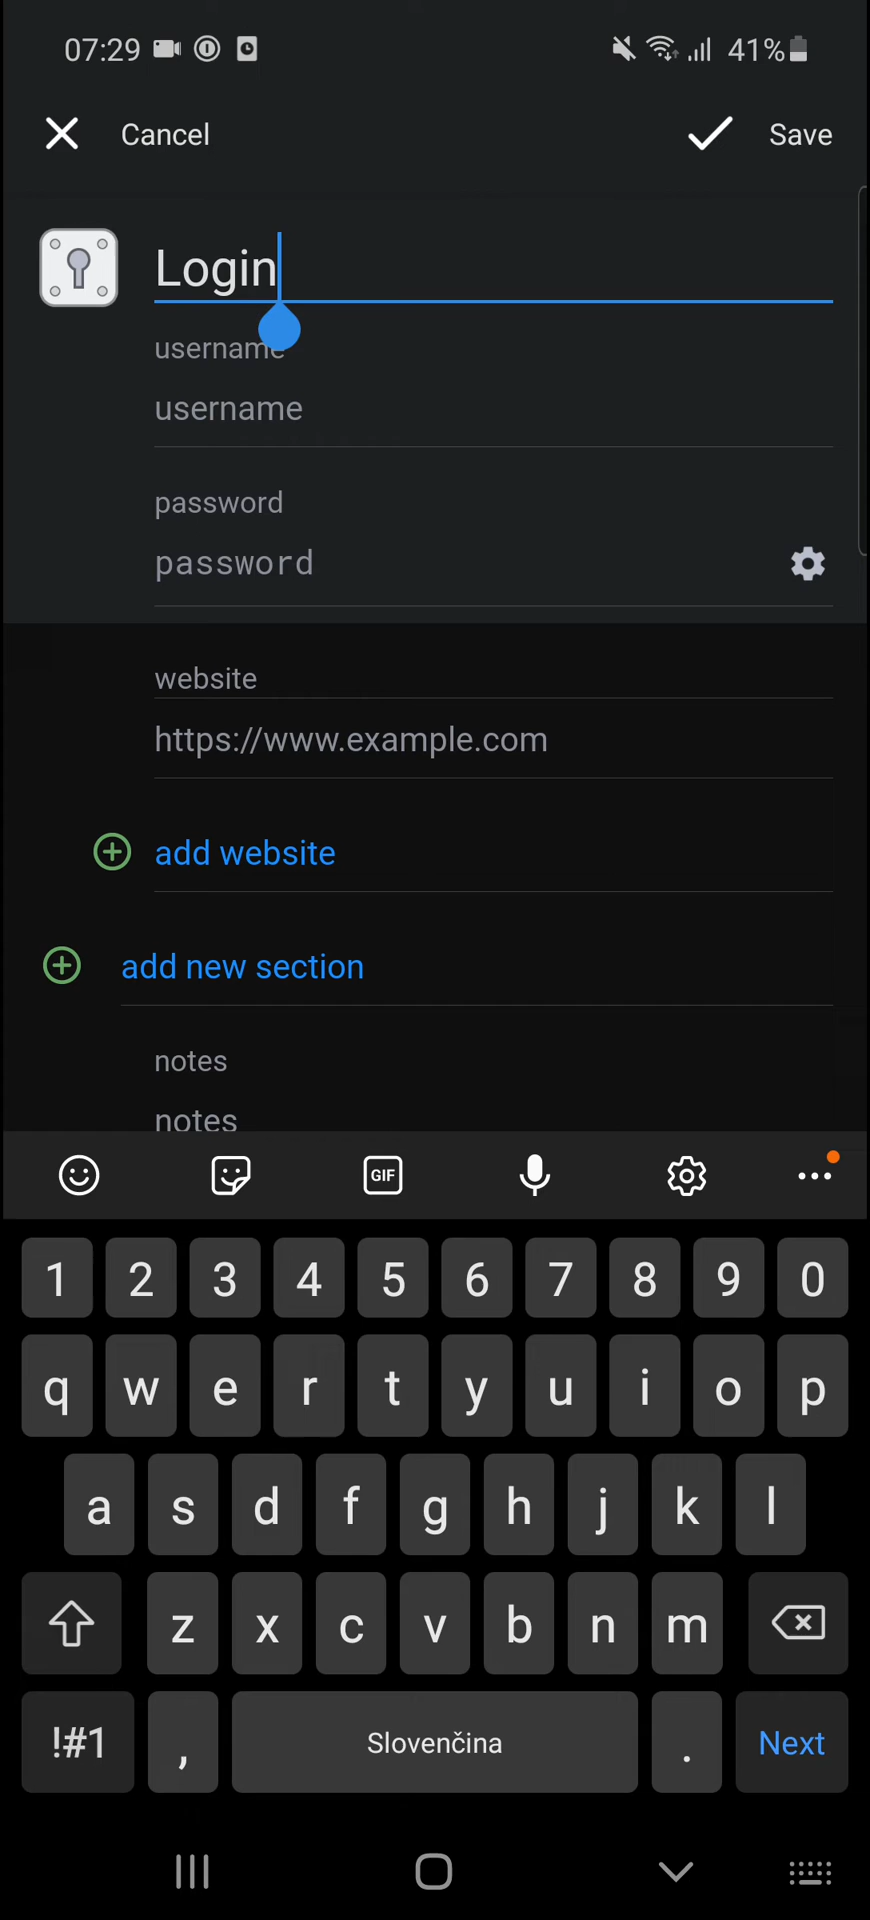 07:29
41%
Cancel
Save
Login
username
username
password
password
website
https://www.example.com
add website
add new section
notes
notes
GIF
1 2 3 4 5 6 7 8 9 0
q w e r t y u i o p
a s d f g h j k l
z x c v b n m
!#1 , Slovenčina . Next